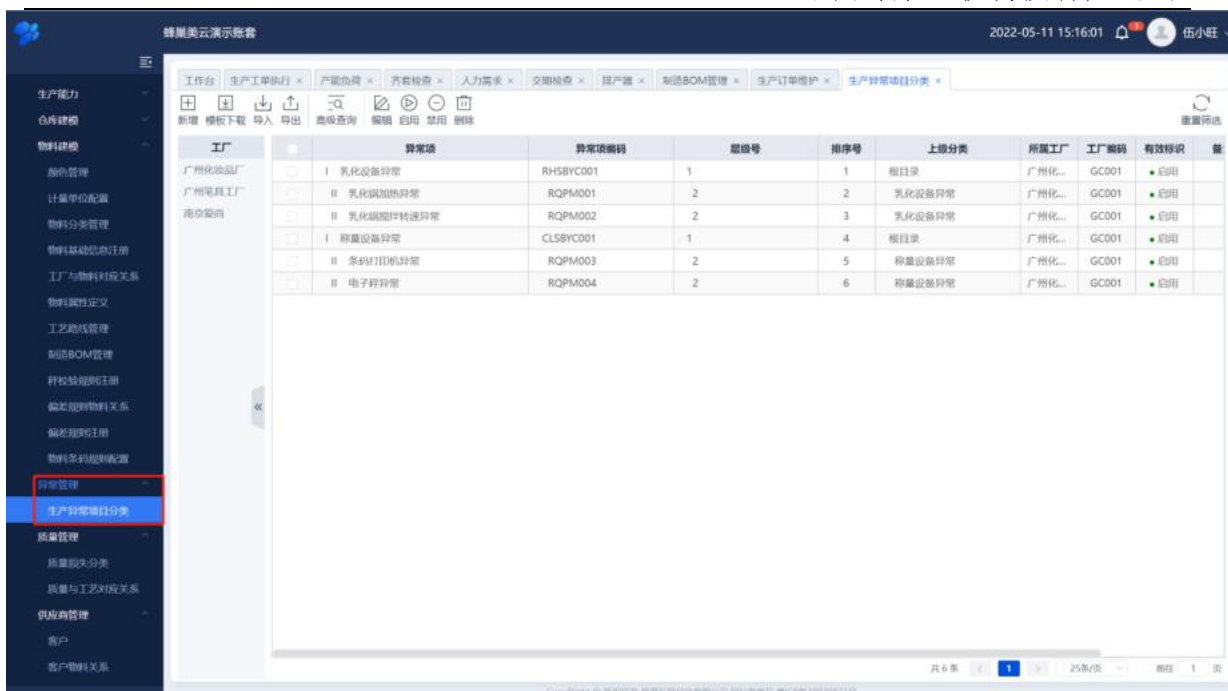 蜂巢美云演示账套
2022-05-11 15:16:01
伍小旺
生产能力
仓库建模
物料建模
颜色管理
计量单位配置
物料分类管理
物料基础信息注册
工厂与物料对应关系
物料属性定义
工艺路线管理
制造BOM管理
秤校验规则注册
偏差规则物料关系
偏差规则注册
物料条码规则配置
异常管理
生产异常项目分类
质量管理
质量损失分类
质量与工艺对应关系
供应商管理
客户
客户物料关系
工作台 生产工单执行 × 产能负荷 × 齐套检查 × 人力需求 × 交期检查 × 排产器 × 制造BOM管理 × 生产订单维护 × 生产异常项目分类 ×
新增 模板下载 导入 导出 高级查询 编辑 启用 禁用 删除 重置筛选
工厂
广州化妆品厂
广州笔具工厂
南京爱尚
异常项 异常项编码 层级号 排序号 上级分类 所属工厂 工厂编码 有效标识 备
I 乳化设备异常 RHSBYC001 1 1 根目录 广州化... GC001 启用
II 乳化锅加热异常 RQPM001 2 2 乳化设备异常 广州化... GC001 启用
II 乳化锅搅拌转速异常 RQPM002 2 3 乳化设备异常 广州化... GC001 启用
I 称量设备异常 CLSBYC001 1 4 根目录 广州化... GC001 启用
II 条码打印机异常 RQPM003 2 5 称量设备异常 广州化... GC001 启用
II 电子秤异常 RQPM004 2 6 称量设备异常 广州化... GC001 启用
共 6 条 1 25条/页 前往 1 页